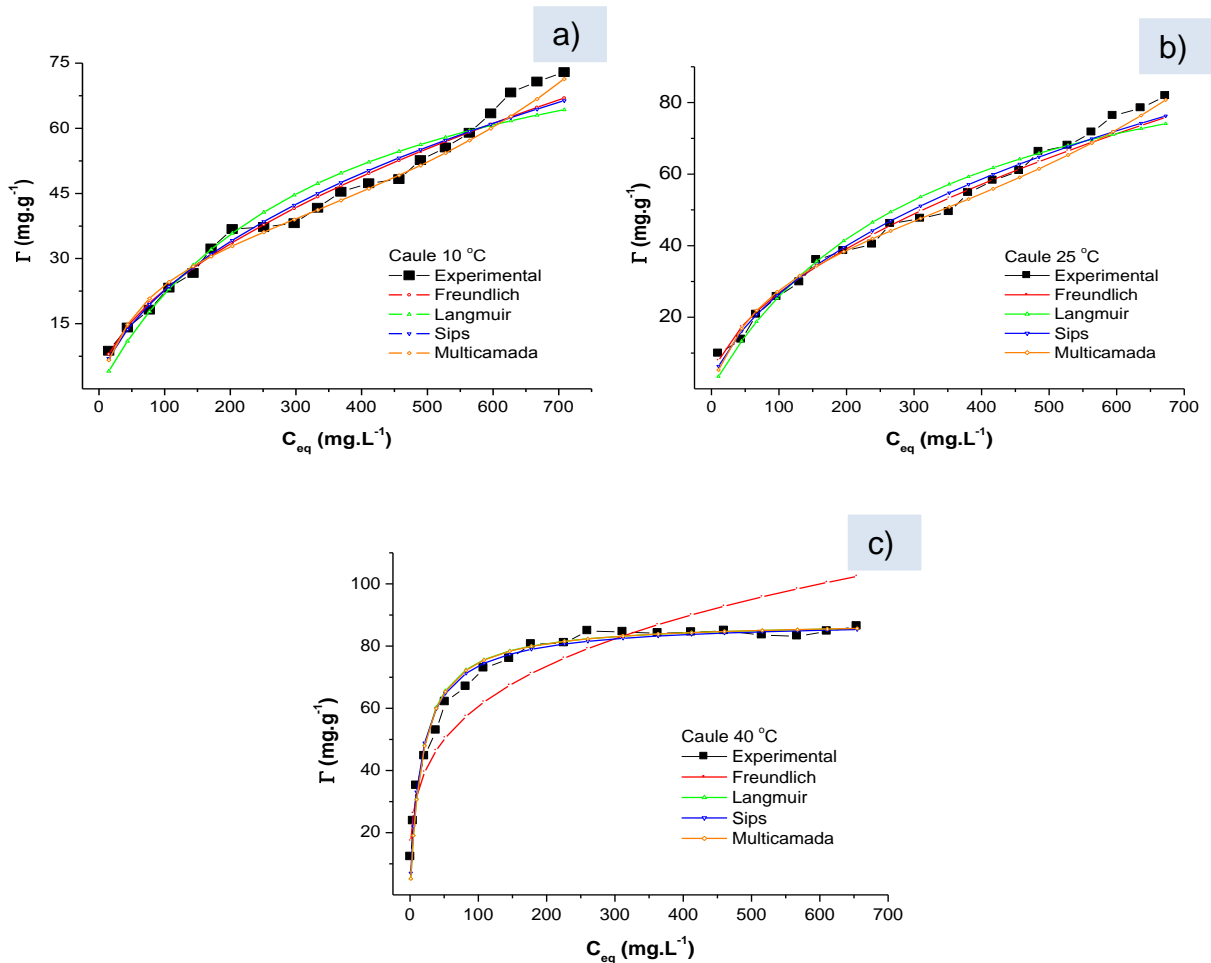 a)
75
60
45
30
15
Γ (mg.g⁻¹)
Caule 10 °C
Experimental
Freundlich
Langmuir
Sips
Multicamada
0 100 200 300 400 500 600 700
C_eq (mg.L⁻¹)
b)
80
60
40
20
Γ (mg.g⁻¹)
Caule 25 °C
Experimental
Freundlich
Langmuir
Sips
Multicamada
0 100 200 300 400 500 600 700
C_eq (mg.L⁻¹)
c)
100
80
60
40
20
Γ (mg.g⁻¹)
Caule 40 °C
Experimental
Freundlich
Langmuir
Sips
Multicamada
0 100 200 300 400 500 600 700
C_eq (mg.L⁻¹)